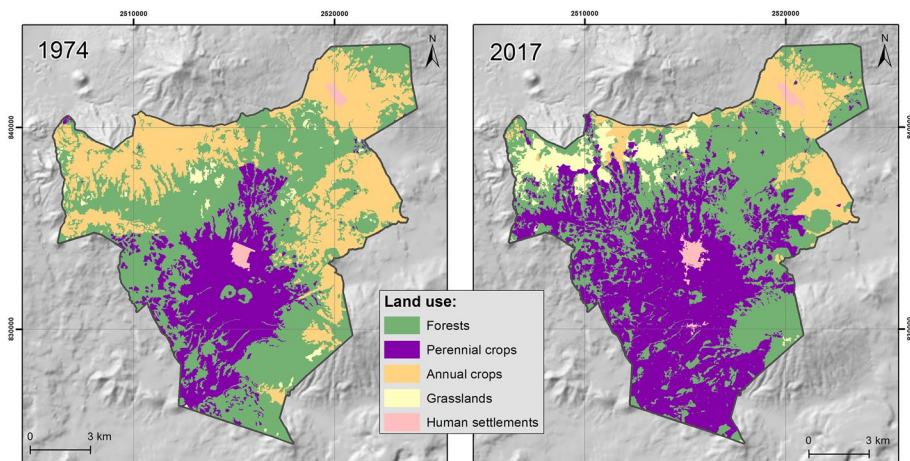 2510000
2520000
2510000
2520000
1974
N
2017
N
840000
840000
830000
Land use:
Forests
Perennial crops
Annual crops
Grasslands
Human settlements
0
3 km
0
3 km